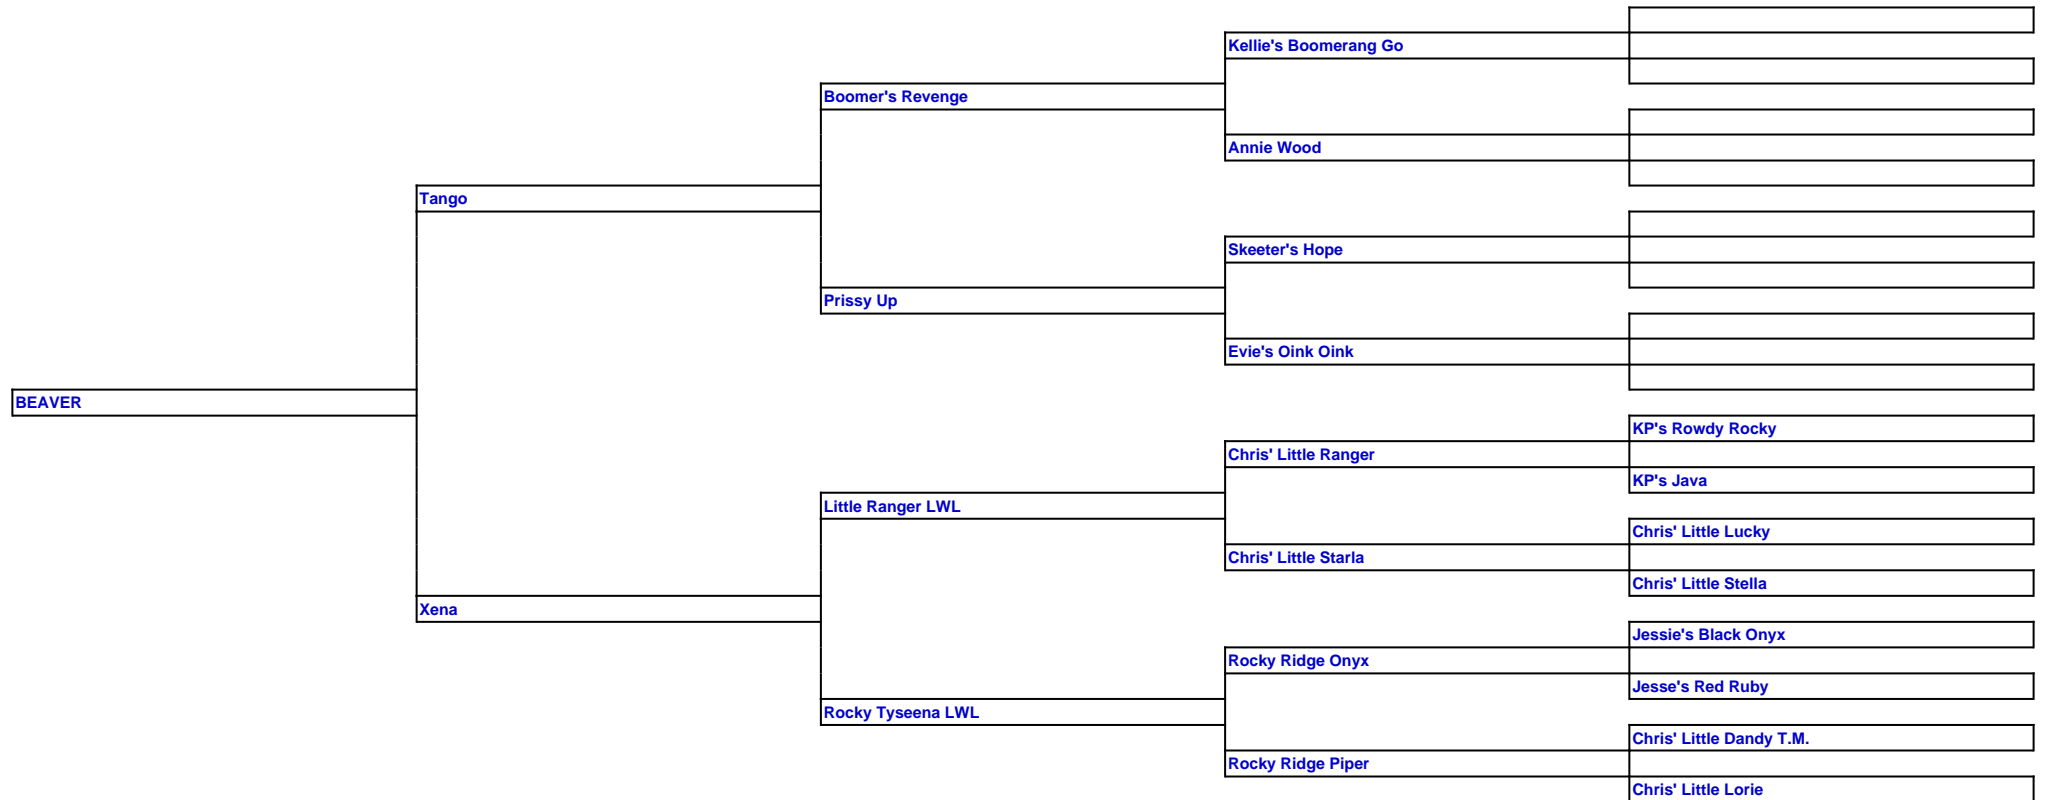 Kellie's Boomerang Go
Boomer's Revenge
Annie Wood
Tango
Skeeter's Hope
Prissy Up
Evie's Oink Oink
BEAVER
KP's Rowdy Rocky
Chris' Little Ranger
KP's Java
Little Ranger LWL
Chris' Little Lucky
Chris' Little Starla
Chris' Little Stella
Xena
Jessie's Black Onyx
Rocky Ridge Onyx
Jesse's Red Ruby
Rocky Tyseena LWL
Chris' Little Dandy T.M.
Rocky Ridge Piper
Chris' Little Lorie